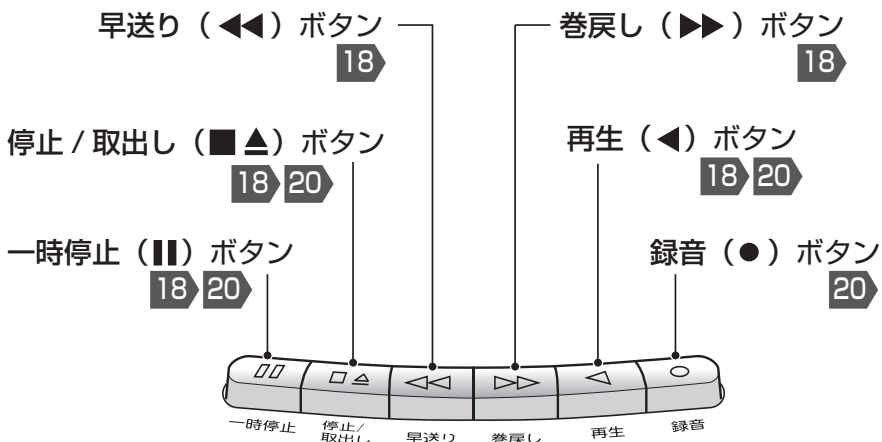 早送り（◀◀）ボタン
18
巻戻し（▶▶）ボタン
18
停止 / 取出し（■▲）ボタン
18 20
再生（◀）ボタン
18 20
一時停止（❚❚）ボタン
18 20
録音（●）ボタン
20
一時停止
停止/
取出し
早送り
巻戻し
再生
録音